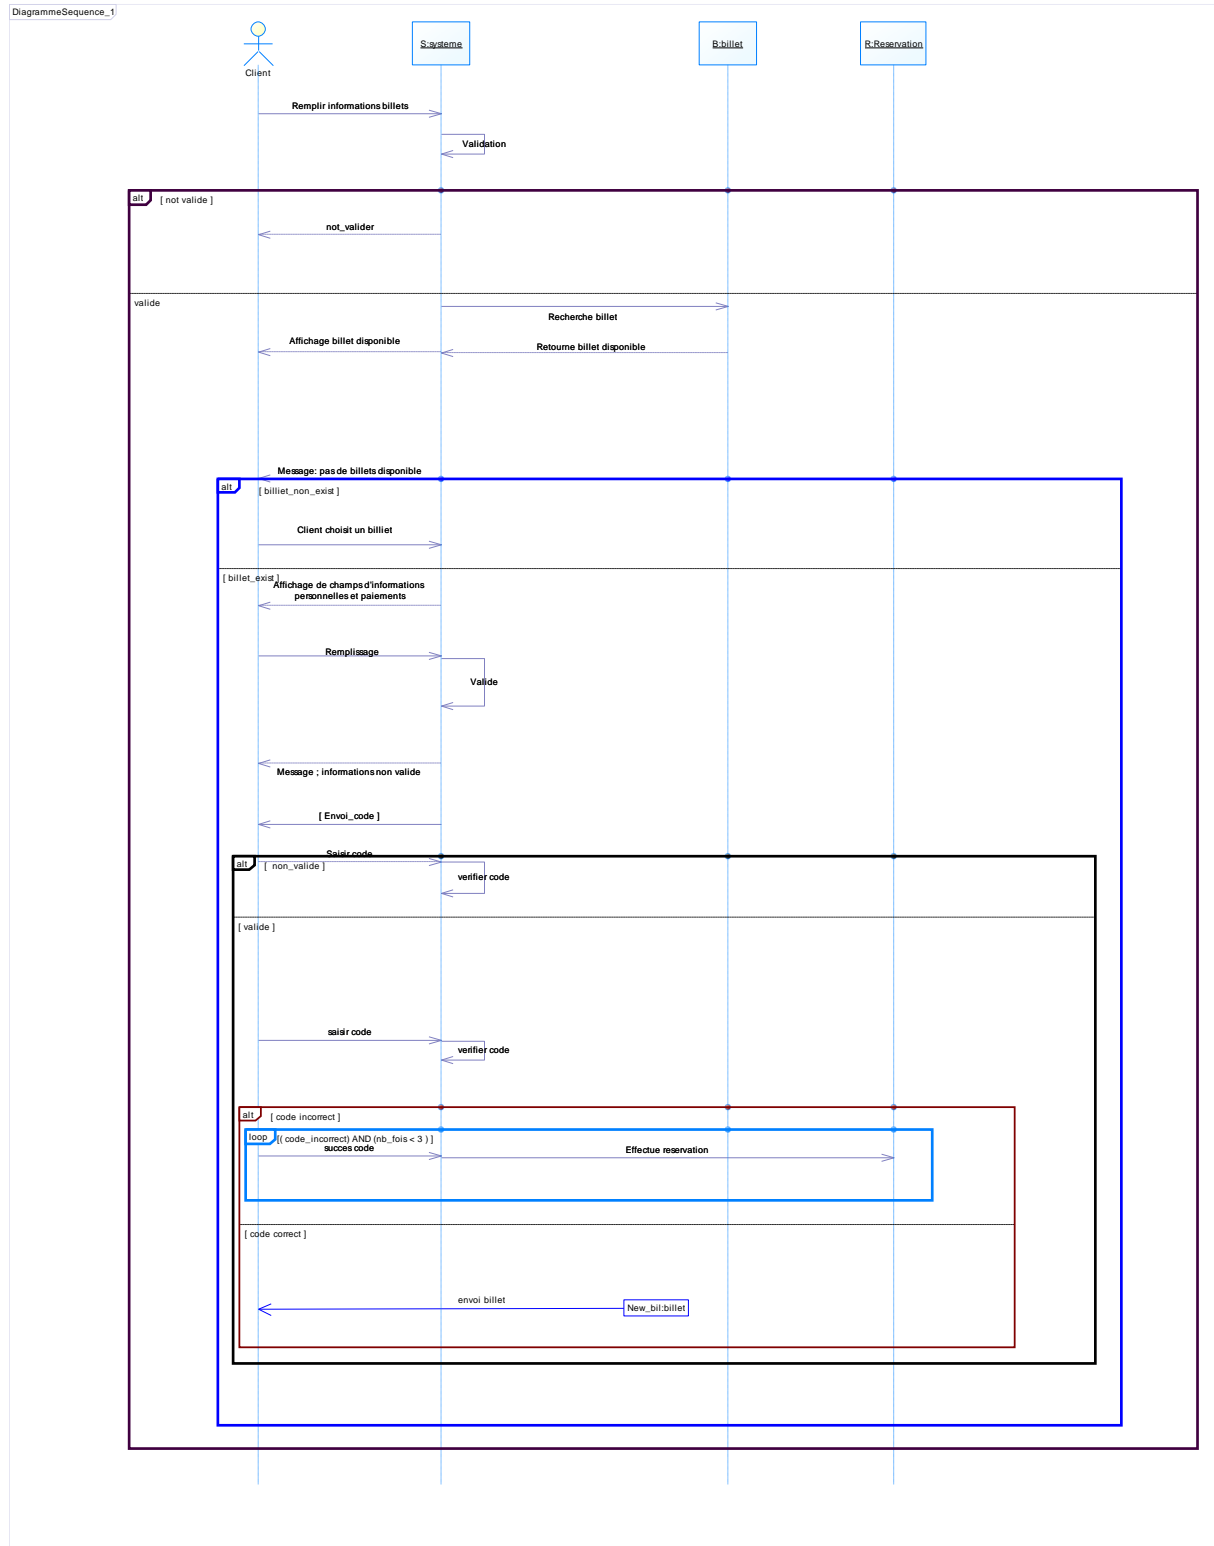 DiagrammeSequence_1
Client
S:systeme
B:billet
R:Reservation
Remplir informations billets
Validation
alt
[ not valide ]
not_valider
valide
Recherche billet
Affichage billet disponible
Retourne billet disponible
Message: pas de billets disponible
alt
[ billiet_non_exist ]
Client choisit un billiet
[ billet_exist ]
Affichage de champs d'informations
personnelles et paiements
Remplissage
Valide
Message ; informations non valide
[ Envoi_code ]
Saisir code
alt
[ non_valide ]
verifier code
[ valide ]
saisir code
verifier code
alt
[ code incorrect ]
loop
[( code_incorrect) AND (nb_fois < 3 ) ]
succes code
Effectue reservation
[ code correct ]
envoi billet
New_bil:billet